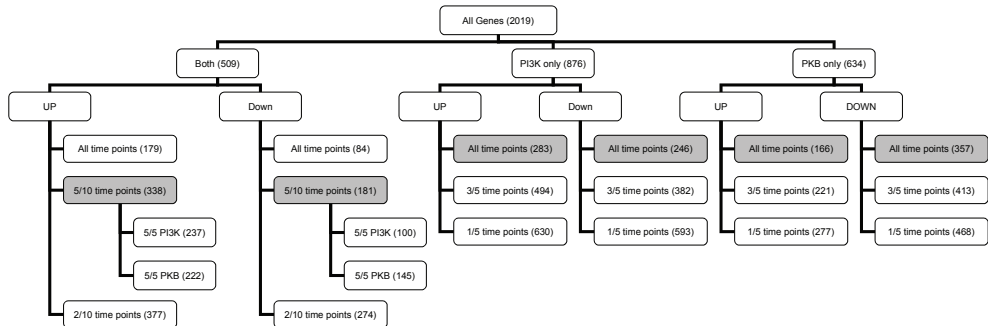 All Genes (2019)
Both (509)
PI3K only (876)
PKB only (634)
UP
Down
UP
Down
UP
DOWN
All time points (179)
All time points (84)
All time points (283)
All time points (246)
All time points (166)
All time points (357)
5/10 time points (338)
5/10 time points (181)
3/5 time points (494)
3/5 time points (382)
3/5 time points (221)
3/5 time points (413)
5/5 PI3K (237)
5/5 PI3K (100)
1/5 time points (630)
1/5 time points (593)
1/5 time points (277)
1/5 time points (468)
5/5 PKB (222)
5/5 PKB (145)
2/10 time points (377)
2/10 time points (274)